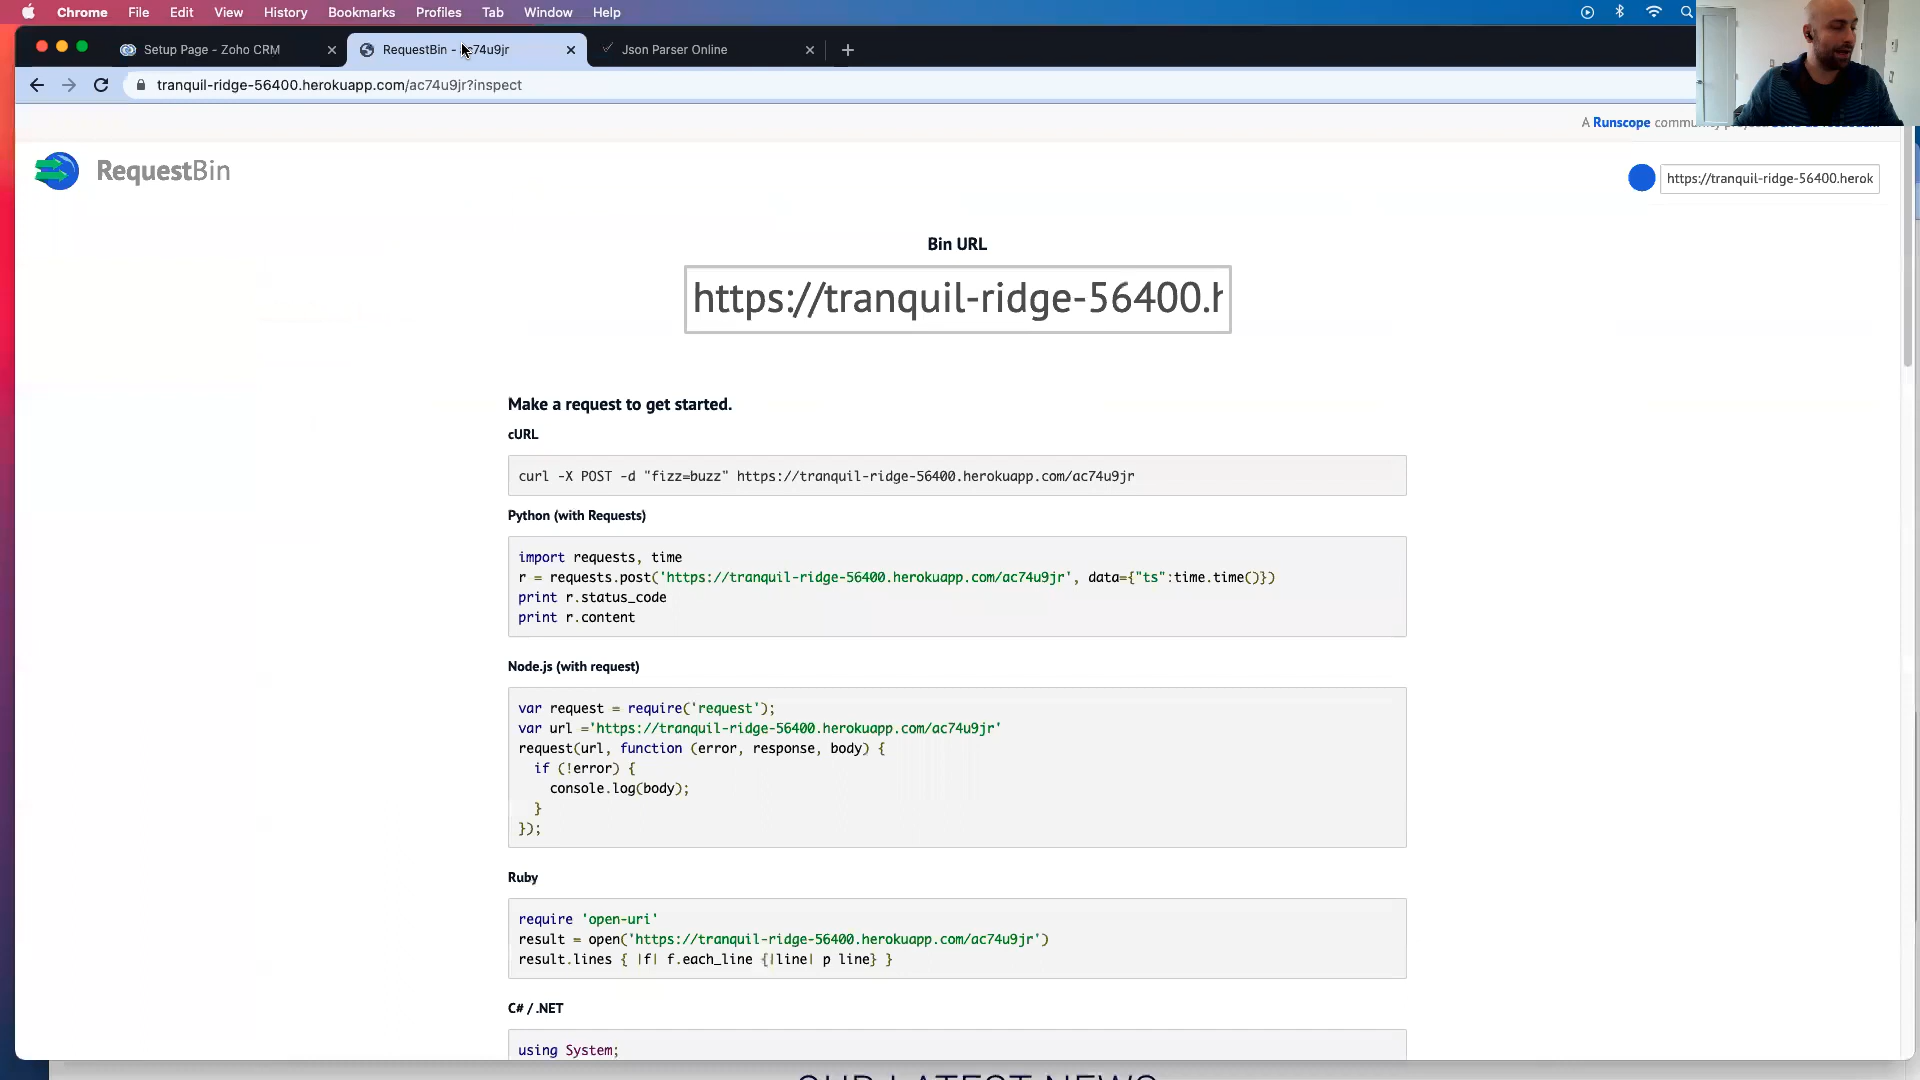 Chrome File Edit View History Bookmarks Profiles Tab Window Help
Setup Page - Zoho CRM
RequestBin - ac74u9jr
Json Parser Online
tranquil-ridge-56400.herokuapp.com/ac74u9jr?inspect
A Runscope
RequestBin
https://tranquil-ridge-56400.herok
Bin URL
https://tranquil-ridge-56400.h
Make a request to get started.
cURL
curl -X POST -d "fizz=buzz" https://tranquil-ridge-56400.herokuapp.com/ac74u9jr
Python (with Requests)
import requests, time
r = requests.post('https://tranquil-ridge-56400.herokuapp.com/ac74u9jr', data={"ts":time.time()})
print r.status_code
print r.content
Node.js (with request)
var request = require('request');
var url ='https://tranquil-ridge-56400.herokuapp.com/ac74u9jr'
request(url, function (error, response, body) {
if (!error) {
console.log(body);
}
});
Ruby
require 'open-uri'
result = open('https://tranquil-ridge-56400.herokuapp.com/ac74u9jr')
result.lines { |f| f.each_line {|line| p line} }
C# / .NET
using System;
OUR LATEST NEWS